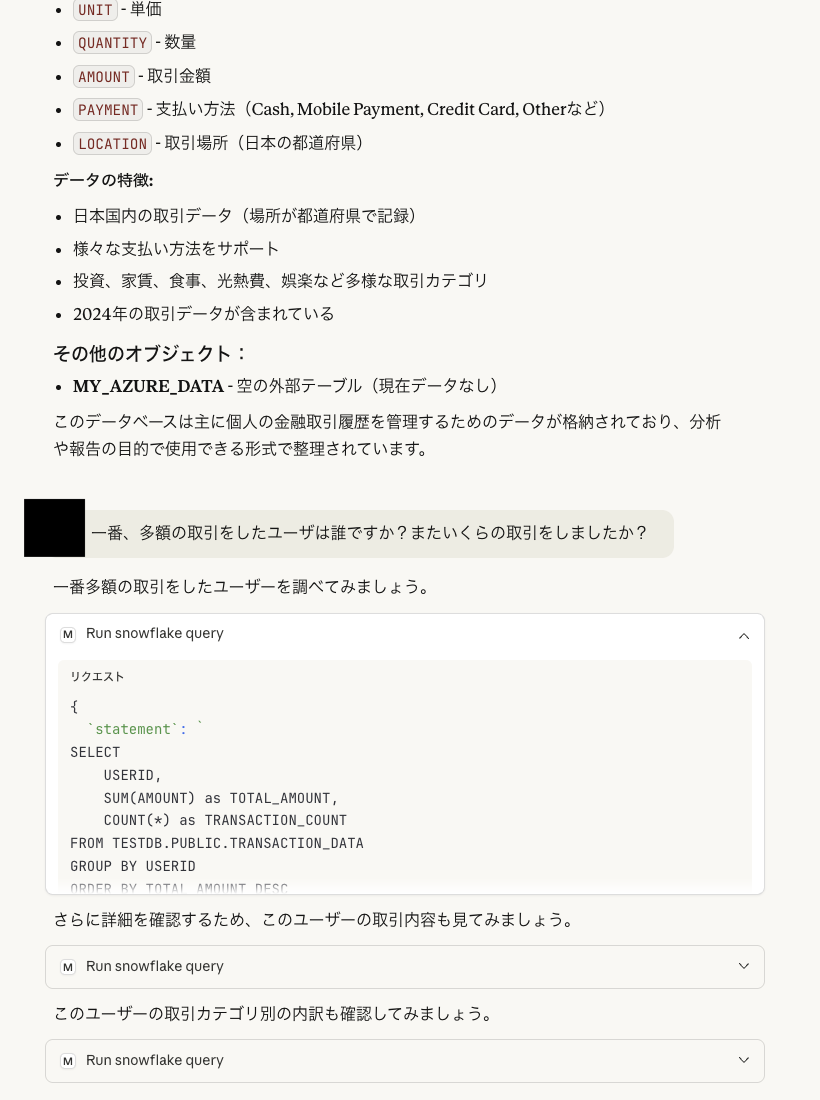 UNIT - 単価
QUANTITY - 数量
AMOUNT - 取引金額
PAYMENT - 支払い方法（Cash, Mobile Payment, Credit Card, Otherなど）
LOCATION - 取引場所（日本の都道府県）
データの特徴:
日本国内の取引データ（場所が都道府県で記録）
様々な支払い方法をサポート
投資、家賃、食事、光熱費、娯楽など多様な取引カテゴリ
2024年の取引データが含まれている
その他のオブジェクト：
MY_AZURE_DATA - 空の外部テーブル（現在データなし）
このデータベースは主に個人の金融取引履歴を管理するためのデータが格納されており、分析
や報告の目的で使用できる形式で整理されています。
一番、多額の取引をしたユーザは誰ですか？またいくらの取引をしましたか？
一番多額の取引をしたユーザーを調べてみましょう。
M Run snowflake query
リクエスト
{
`statement`: `
SELECT
USERID,
SUM(AMOUNT) as TOTAL_AMOUNT,
COUNT(*) as TRANSACTION_COUNT
FROM TESTDB.PUBLIC.TRANSACTION_DATA
GROUP BY USERID
ORDER BY TOTAL_AMOUNT DESC
さらに詳細を確認するため、このユーザーの取引内容も見てみましょう。
M Run snowflake query
このユーザーの取引カテゴリ別の内訳も確認してみましょう。
M Run snowflake query